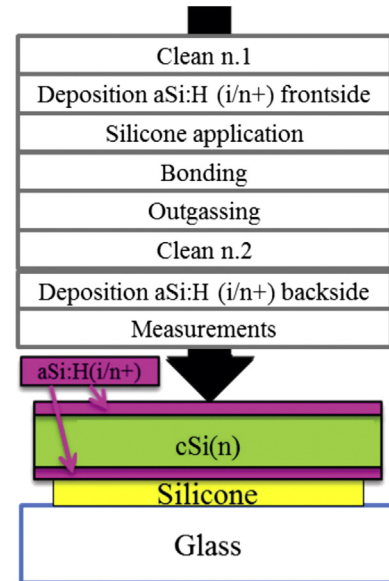 Clean n.1
Deposition aSi:H (i/n+) frontside
Silicone application
Bonding
Outgassing
Clean n.2
Deposition aSi:H (i/n+) backside
Measurements
aSi:H(i/n+)
cSi(n)
Silicone
Glass